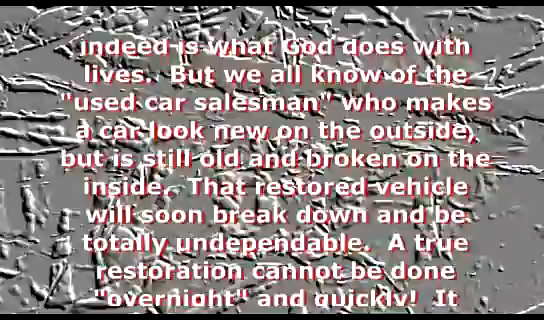 indeed is what God does with
lives.. But we all know of the
"used car salesman" who makes
a car look new on the outside,
but is still old and broken on the
inside. That restored vehicle
will soon break down and be
totally undependable. A true
restoration cannot be done
"overnight" and quickly! It